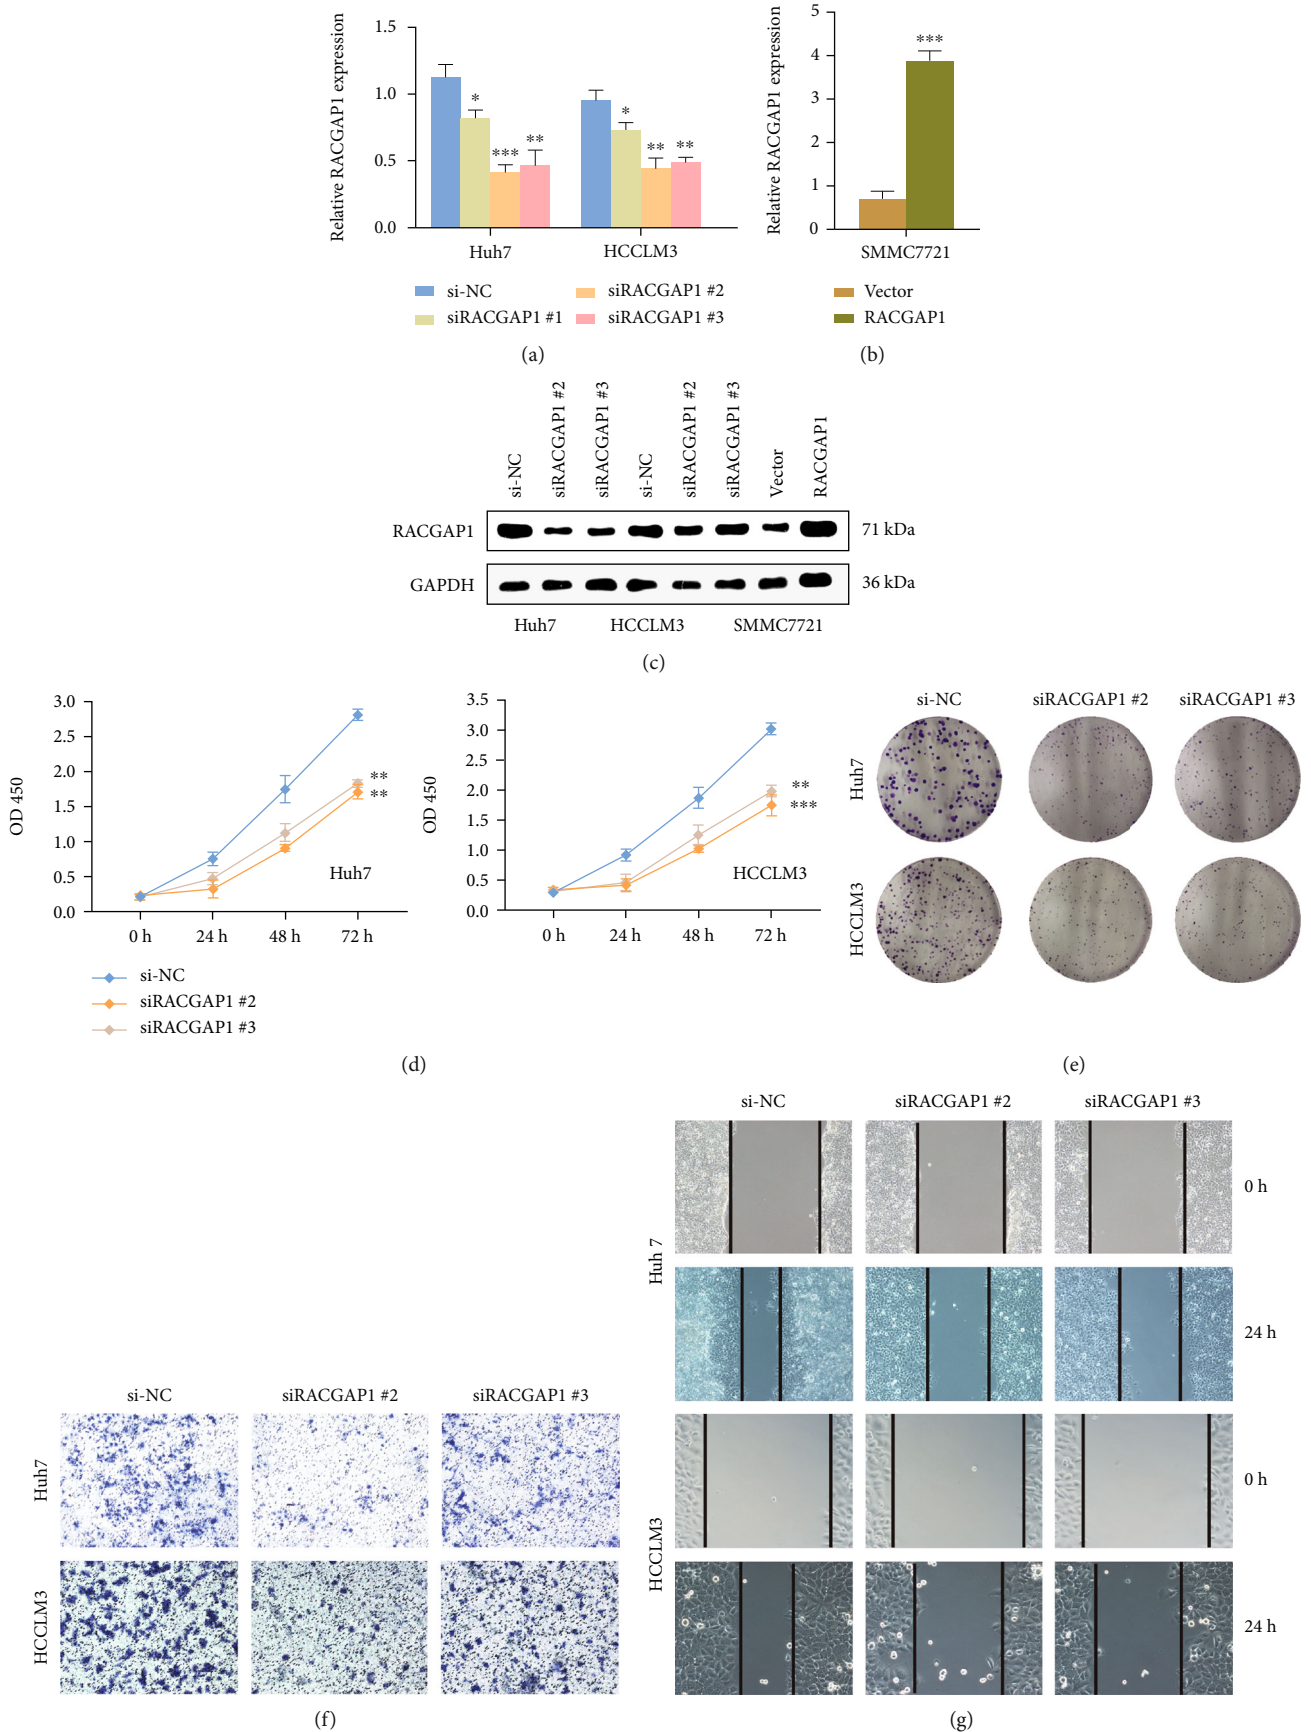 Relative RACGAP1 expression
1.5
1.0
0.5
0.0
*
***
**
*
**
**
Huh7 HCCLM3
si-NC siRACGAP1 #2
siRACGAP1 #1 siRACGAP1 #3
(a)
Relative RACGAP1 expression
5
4
3
2
1
0
***
SMMC7721
Vector
RACGAP1
(b)
si-NC
siRACGAP1 #2
siRACGAP1 #3
si-NC
siRACGAP1 #2
siRACGAP1 #3
Vector
RACGAP1
RACGAP1 71 kDa
GAPDH 36 kDa
Huh7 HCCLM3 SMMC7721
(c)
OD 450
3.0
2.5
2.0
1.5
1.0
0.5
0.0
**
**
Huh7
0 h 24 h 48 h 72 h
si-NC
siRACGAP1 #2
siRACGAP1 #3
OD 450
3.5
3.0
2.5
2.0
1.5
1.0
0.5
0.0
**
***
HCCLM3
0 h 24 h 48 h 72 h
(d)
si-NC siRACGAP1 #2 siRACGAP1 #3
Huh7
HCCLM3
(e)
si-NC siRACGAP1 #2 siRACGAP1 #3
Huh7
HCCLM3
(f)
si-NC siRACGAP1 #2 siRACGAP1 #3
Huh 7
0 h
24 h
HCCLM3
0 h
24 h
(g)